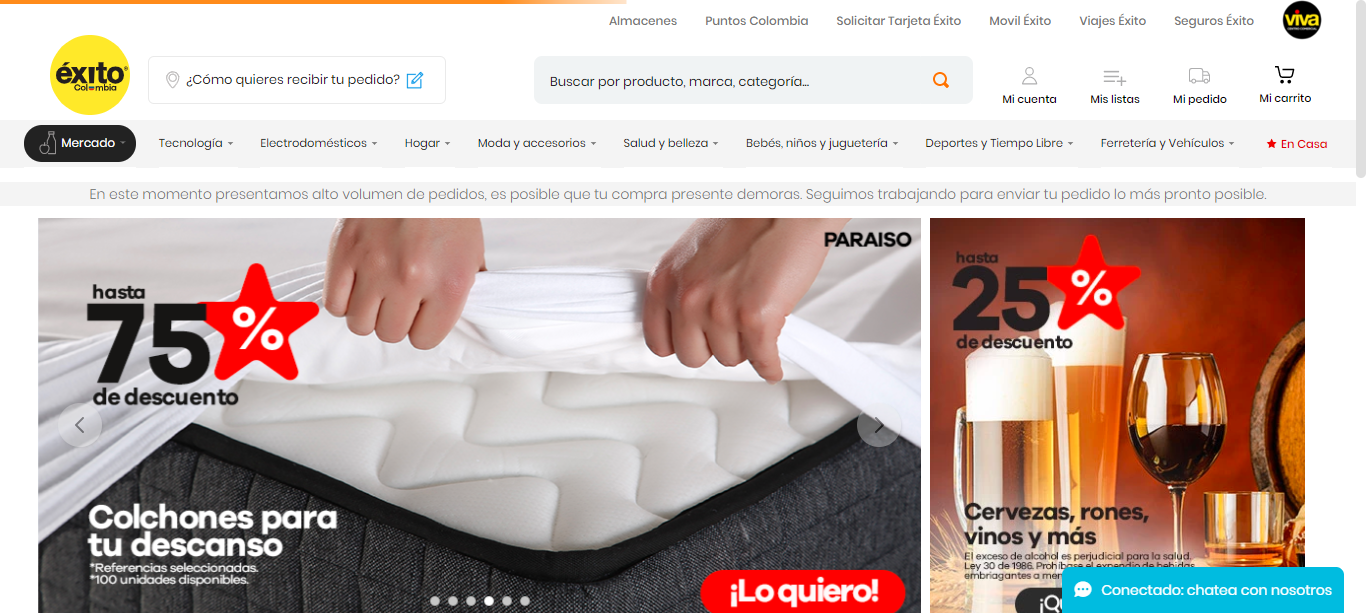 Almacenes
Puntos Colombia
Solicitar Tarjeta Éxito
Movil Éxito
Viajes Éxito
Seguros Éxito
viva
éxito
Colombia
¿Cómo quieres recibir tu pedido?
Buscar por producto, marca, categoría...
Mi cuenta
Mis listas
Mi pedido
Mi carrito
Mercado
Tecnología
Electrodomésticos
Hogar
Moda y accesorios
Salud y belleza
Bebés, niños y juguetería
Deportes y Tiempo Libre
Ferretería y Vehículos
En Casa
En este momento presentamos alto volumen de pedidos, es posible que tu compra presente demoras. Seguimos trabajando para enviar tu pedido lo más pronto posible.
PARAISO
hasta
75%
de descuento
Colchones para
tu descanso
*Referencias seleccionadas.
*100 unidades disponibles.
¡Lo quiero!
hasta
25%
de descuento
Cervezas, rones,
vinos y más
El exceso de alcohol es perjudicial para la salud.
Ley 30 de 1986. Prohíbase el expendio de bebidas
embriagantes a
Conectado: chatea con nosotros